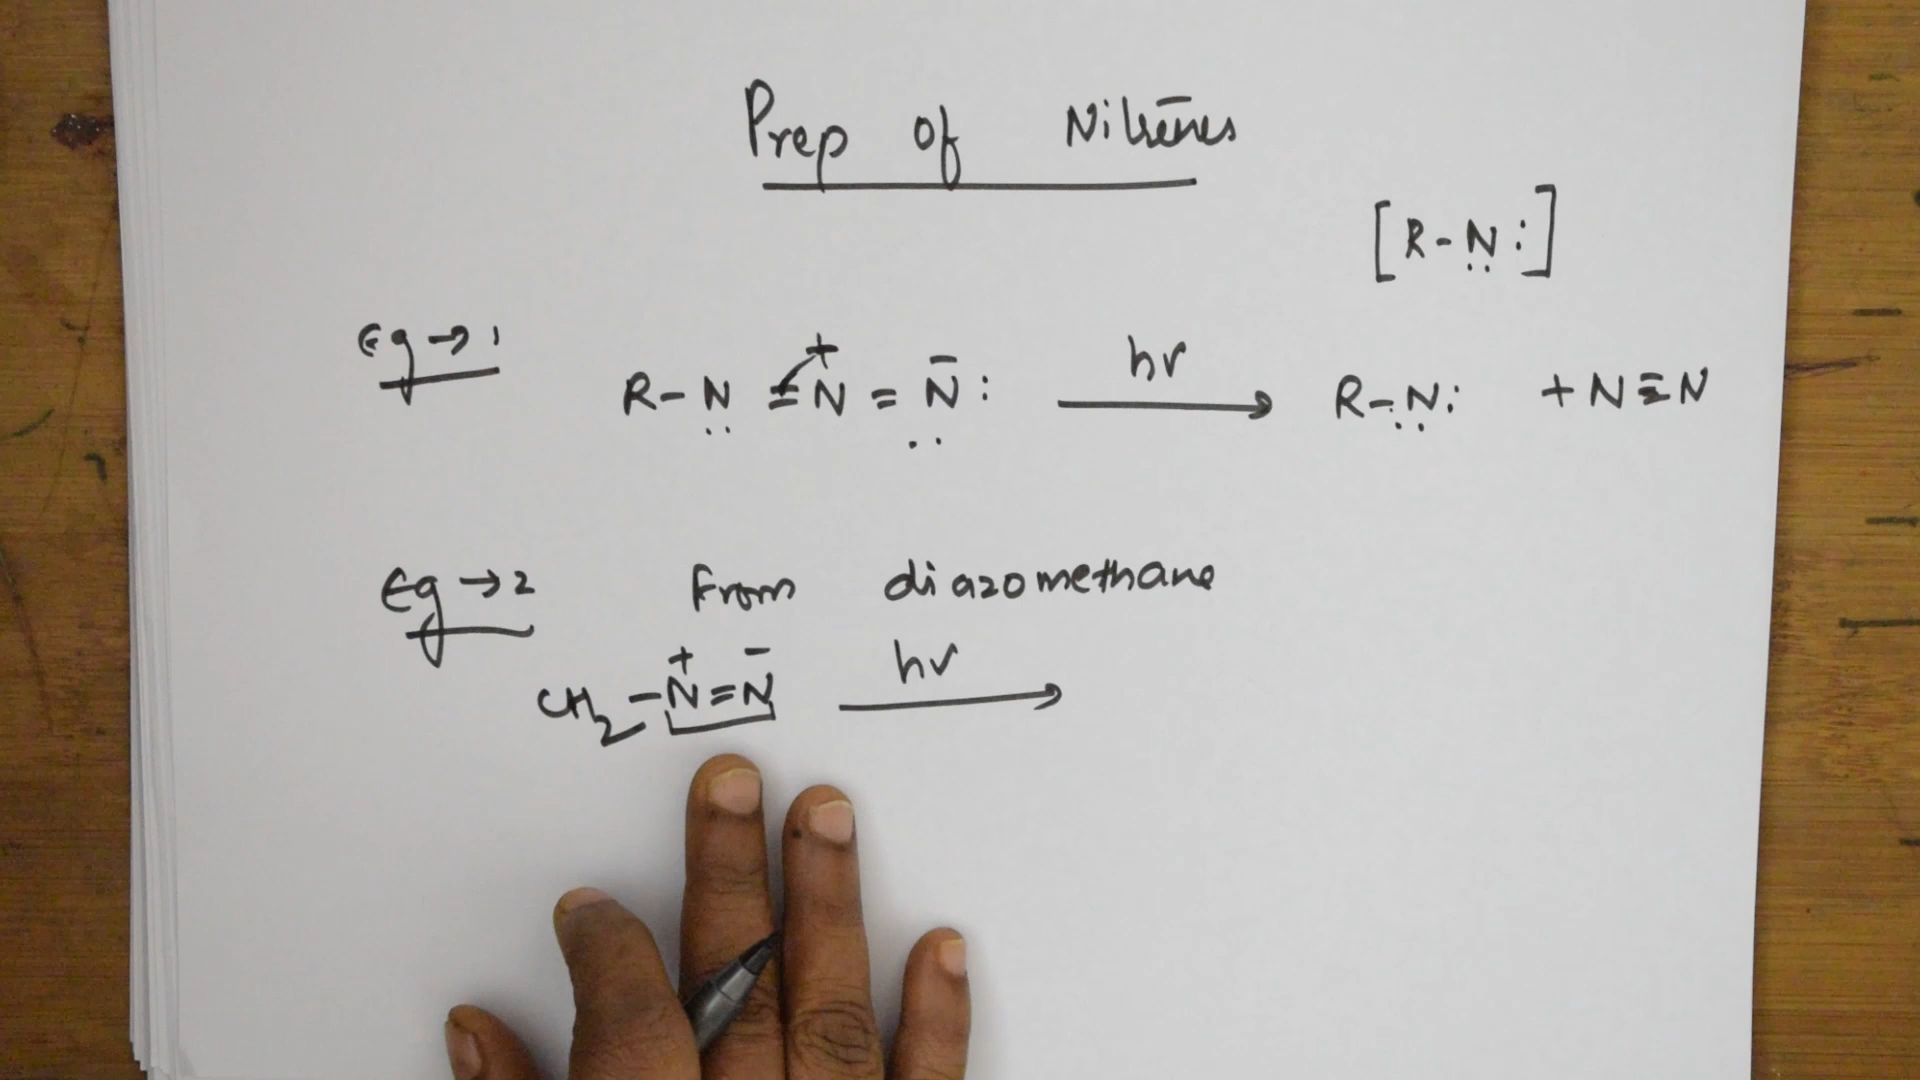 Prep of Nitrenes
[R-N̤:]
Eg → 1
R-N̤=N⁺=N̤⁻: hν → R-N̤: + N≡N
Eg → 2 From diazomethane
CH₂-N⁺=N⁻ hν →